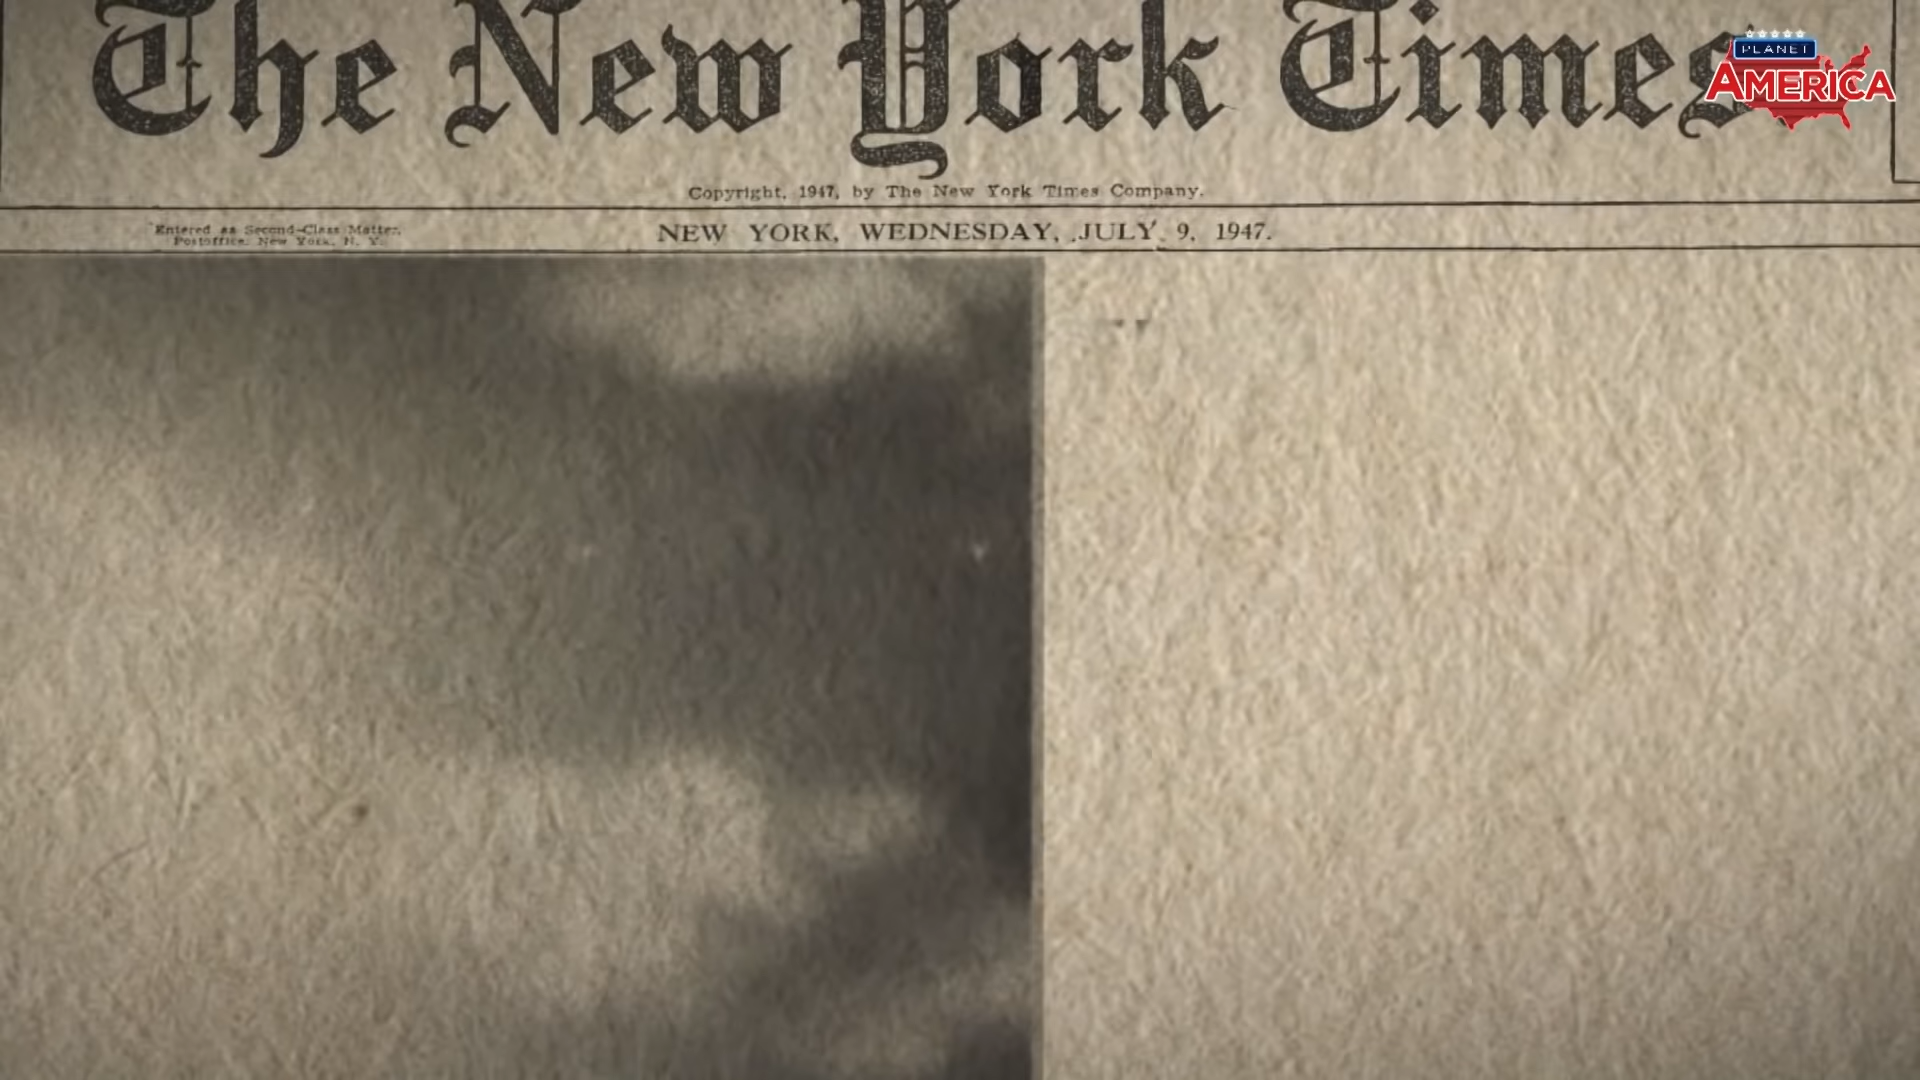 The New York Times
PLANET
AMERICA
Copyright, 1947, by The New York Times Company.
Entered as Second-Class Matter,
Postoffice, New York, N. Y.
NEW YORK, WEDNESDAY, JULY 9, 1947.